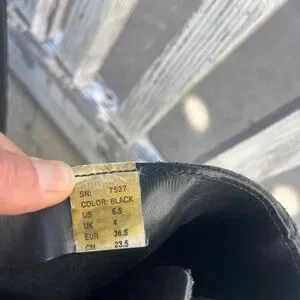 SN: 7527
COLOR: BLACK
US 6.5
UK 4
EUR 36.5
CM 23.5